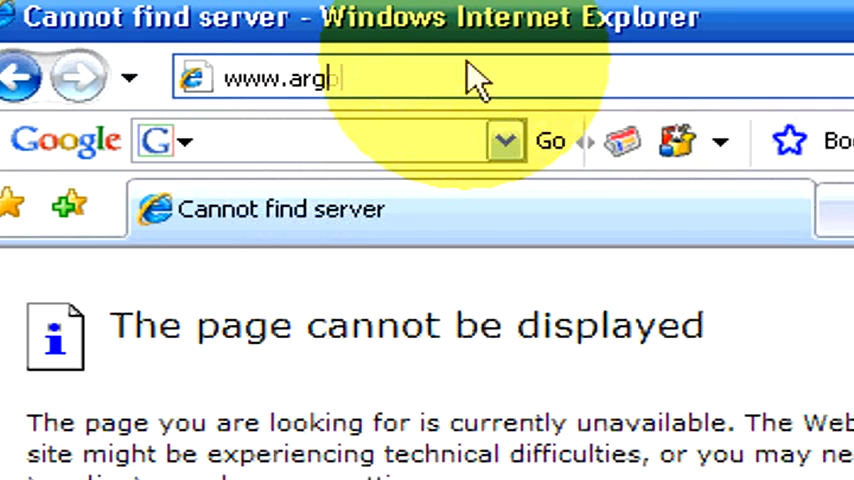 Cannot find server - Windows Internet Explorer
www.arg
Google G Go Boo
Cannot find server
The page cannot be displayed
The page you are looking for is currently unavailable. The Web
site might be experiencing technical difficulties, or you may ne